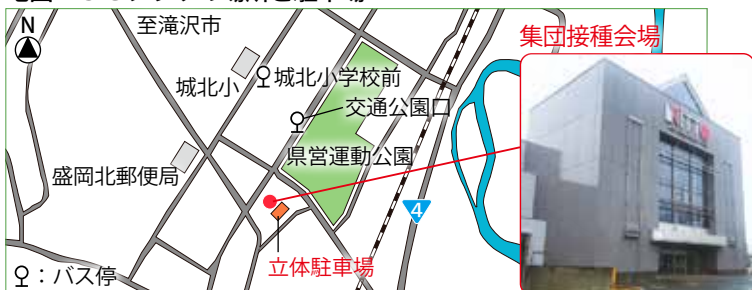 N
至滝沢市
集団接種会場
城北小
城北小学校前
交通公園口
県営運動公園
盛岡北郵便局
4
立体駐車場
：バス停